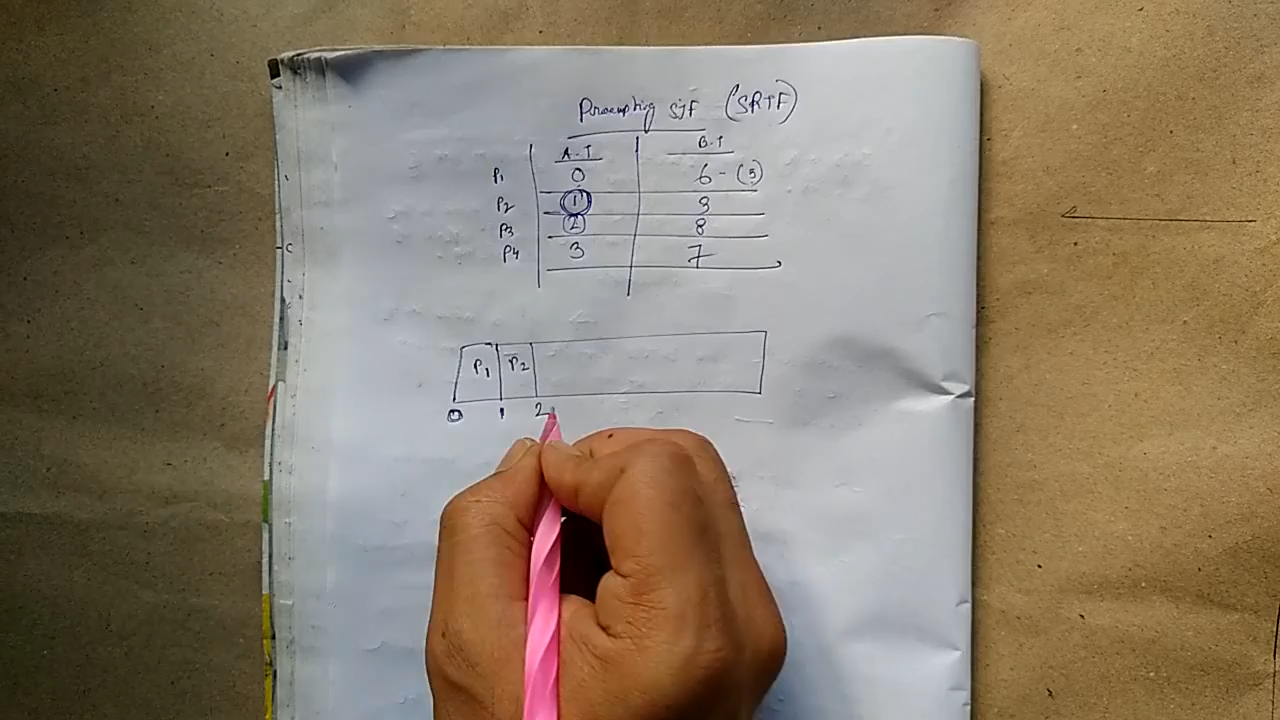 Preempting SJF (SRTF)
A.T B.T
P1 0 6 - (5)
P2 1 3
P3 2 8
P4 3 7
P1 P2
0 1 2